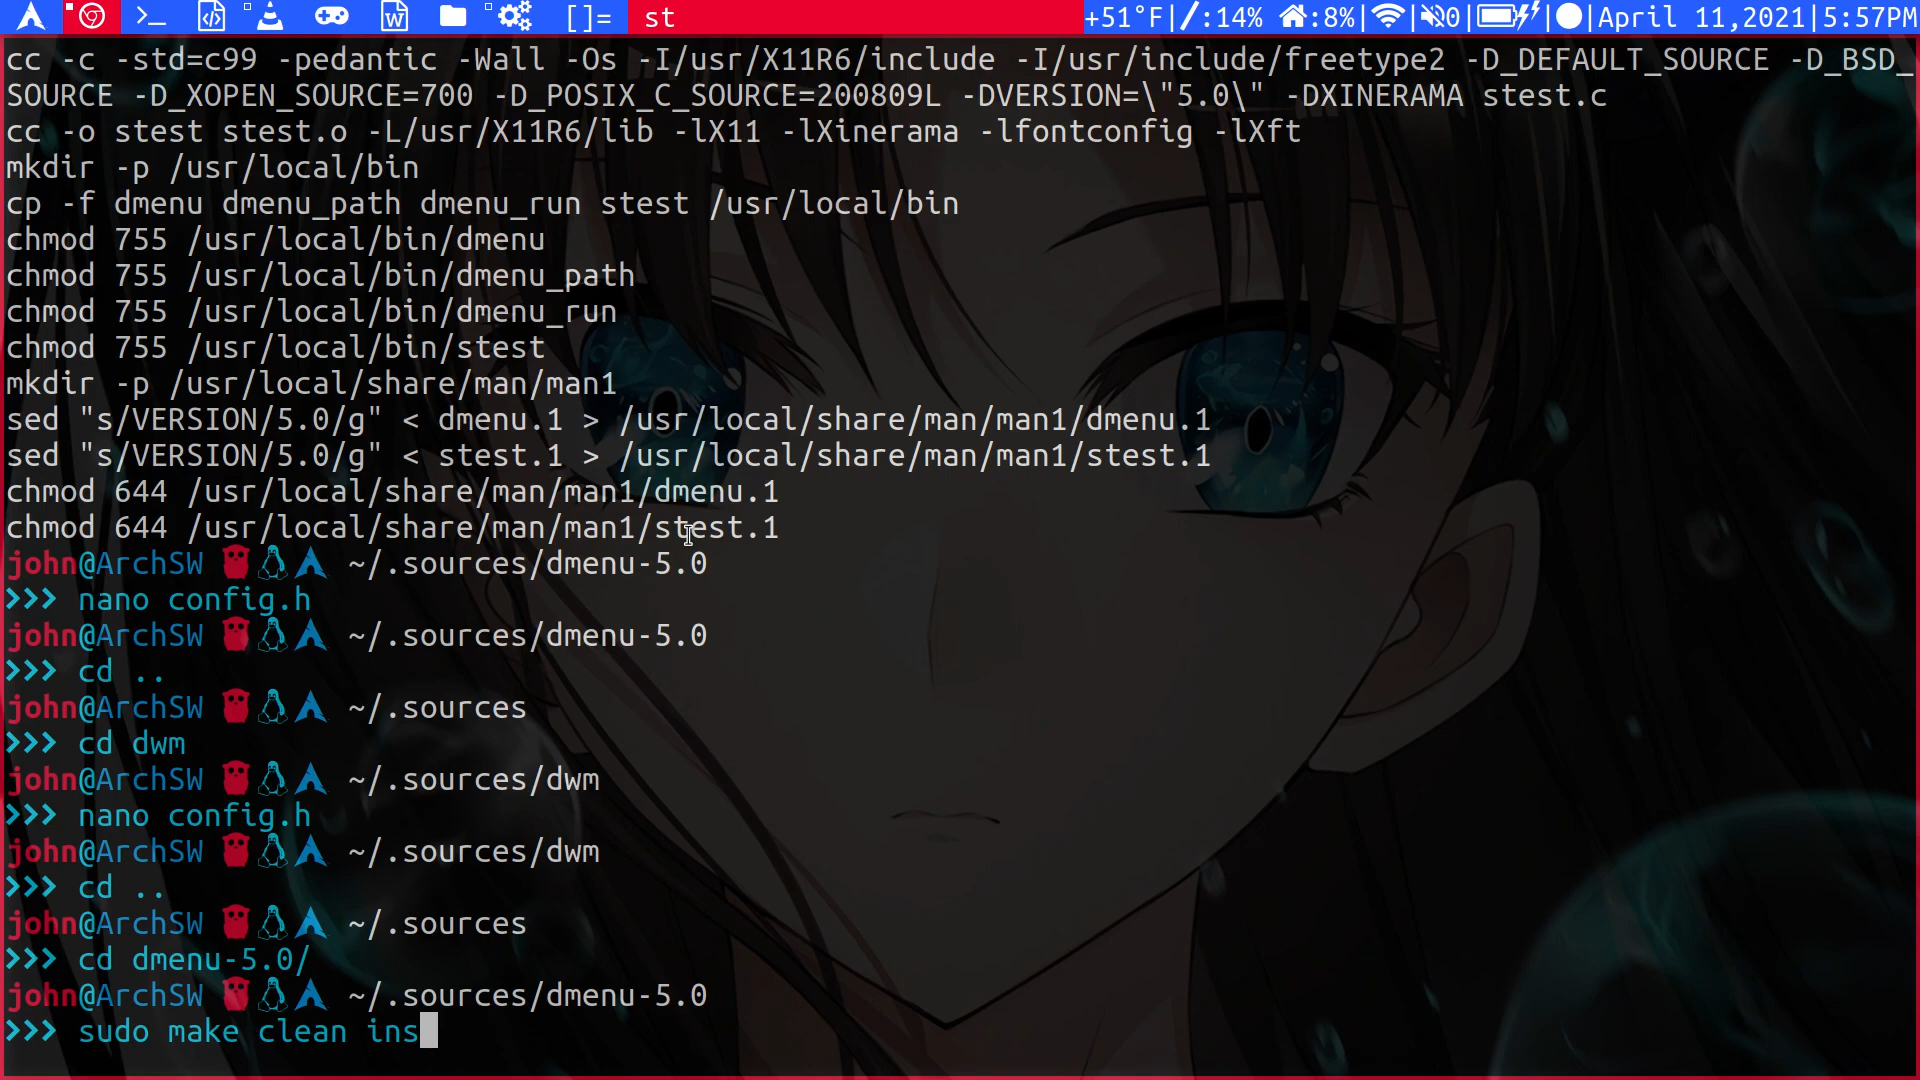 []= st +51°F|/:14% :8%| | 0| | |April 11,2021|5:57PM
cc -c -std=c99 -pedantic -Wall -Os -I/usr/X11R6/include -I/usr/include/freetype2 -D_DEFAULT_SOURCE -D_BSD_
SOURCE -D_XOPEN_SOURCE=700 -D_POSIX_C_SOURCE=200809L -DVERSION=\"5.0\" -DXINERAMA stest.c
cc -o stest stest.o -L/usr/X11R6/lib -lX11 -lXinerama -lfontconfig -lXft
mkdir -p /usr/local/bin
cp -f dmenu dmenu_path dmenu_run stest /usr/local/bin
chmod 755 /usr/local/bin/dmenu
chmod 755 /usr/local/bin/dmenu_path
chmod 755 /usr/local/bin/dmenu_run
chmod 755 /usr/local/bin/stest
mkdir -p /usr/local/share/man/man1
sed "s/VERSION/5.0/g" < dmenu.1 > /usr/local/share/man/man1/dmenu.1
sed "s/VERSION/5.0/g" < stest.1 > /usr/local/share/man/man1/stest.1
chmod 644 /usr/local/share/man/man1/dmenu.1
chmod 644 /usr/local/share/man/man1/stest.1
john@ArchSW ~/.sources/dmenu-5.0
>>> nano config.h
john@ArchSW ~/.sources/dmenu-5.0
>>> cd ..
john@ArchSW ~/.sources
>>> cd dwm
john@ArchSW ~/.sources/dwm
>>> nano config.h
john@ArchSW ~/.sources/dwm
>>> cd ..
john@ArchSW ~/.sources
>>> cd dmenu-5.0/
john@ArchSW ~/.sources/dmenu-5.0
>>> sudo make clean ins